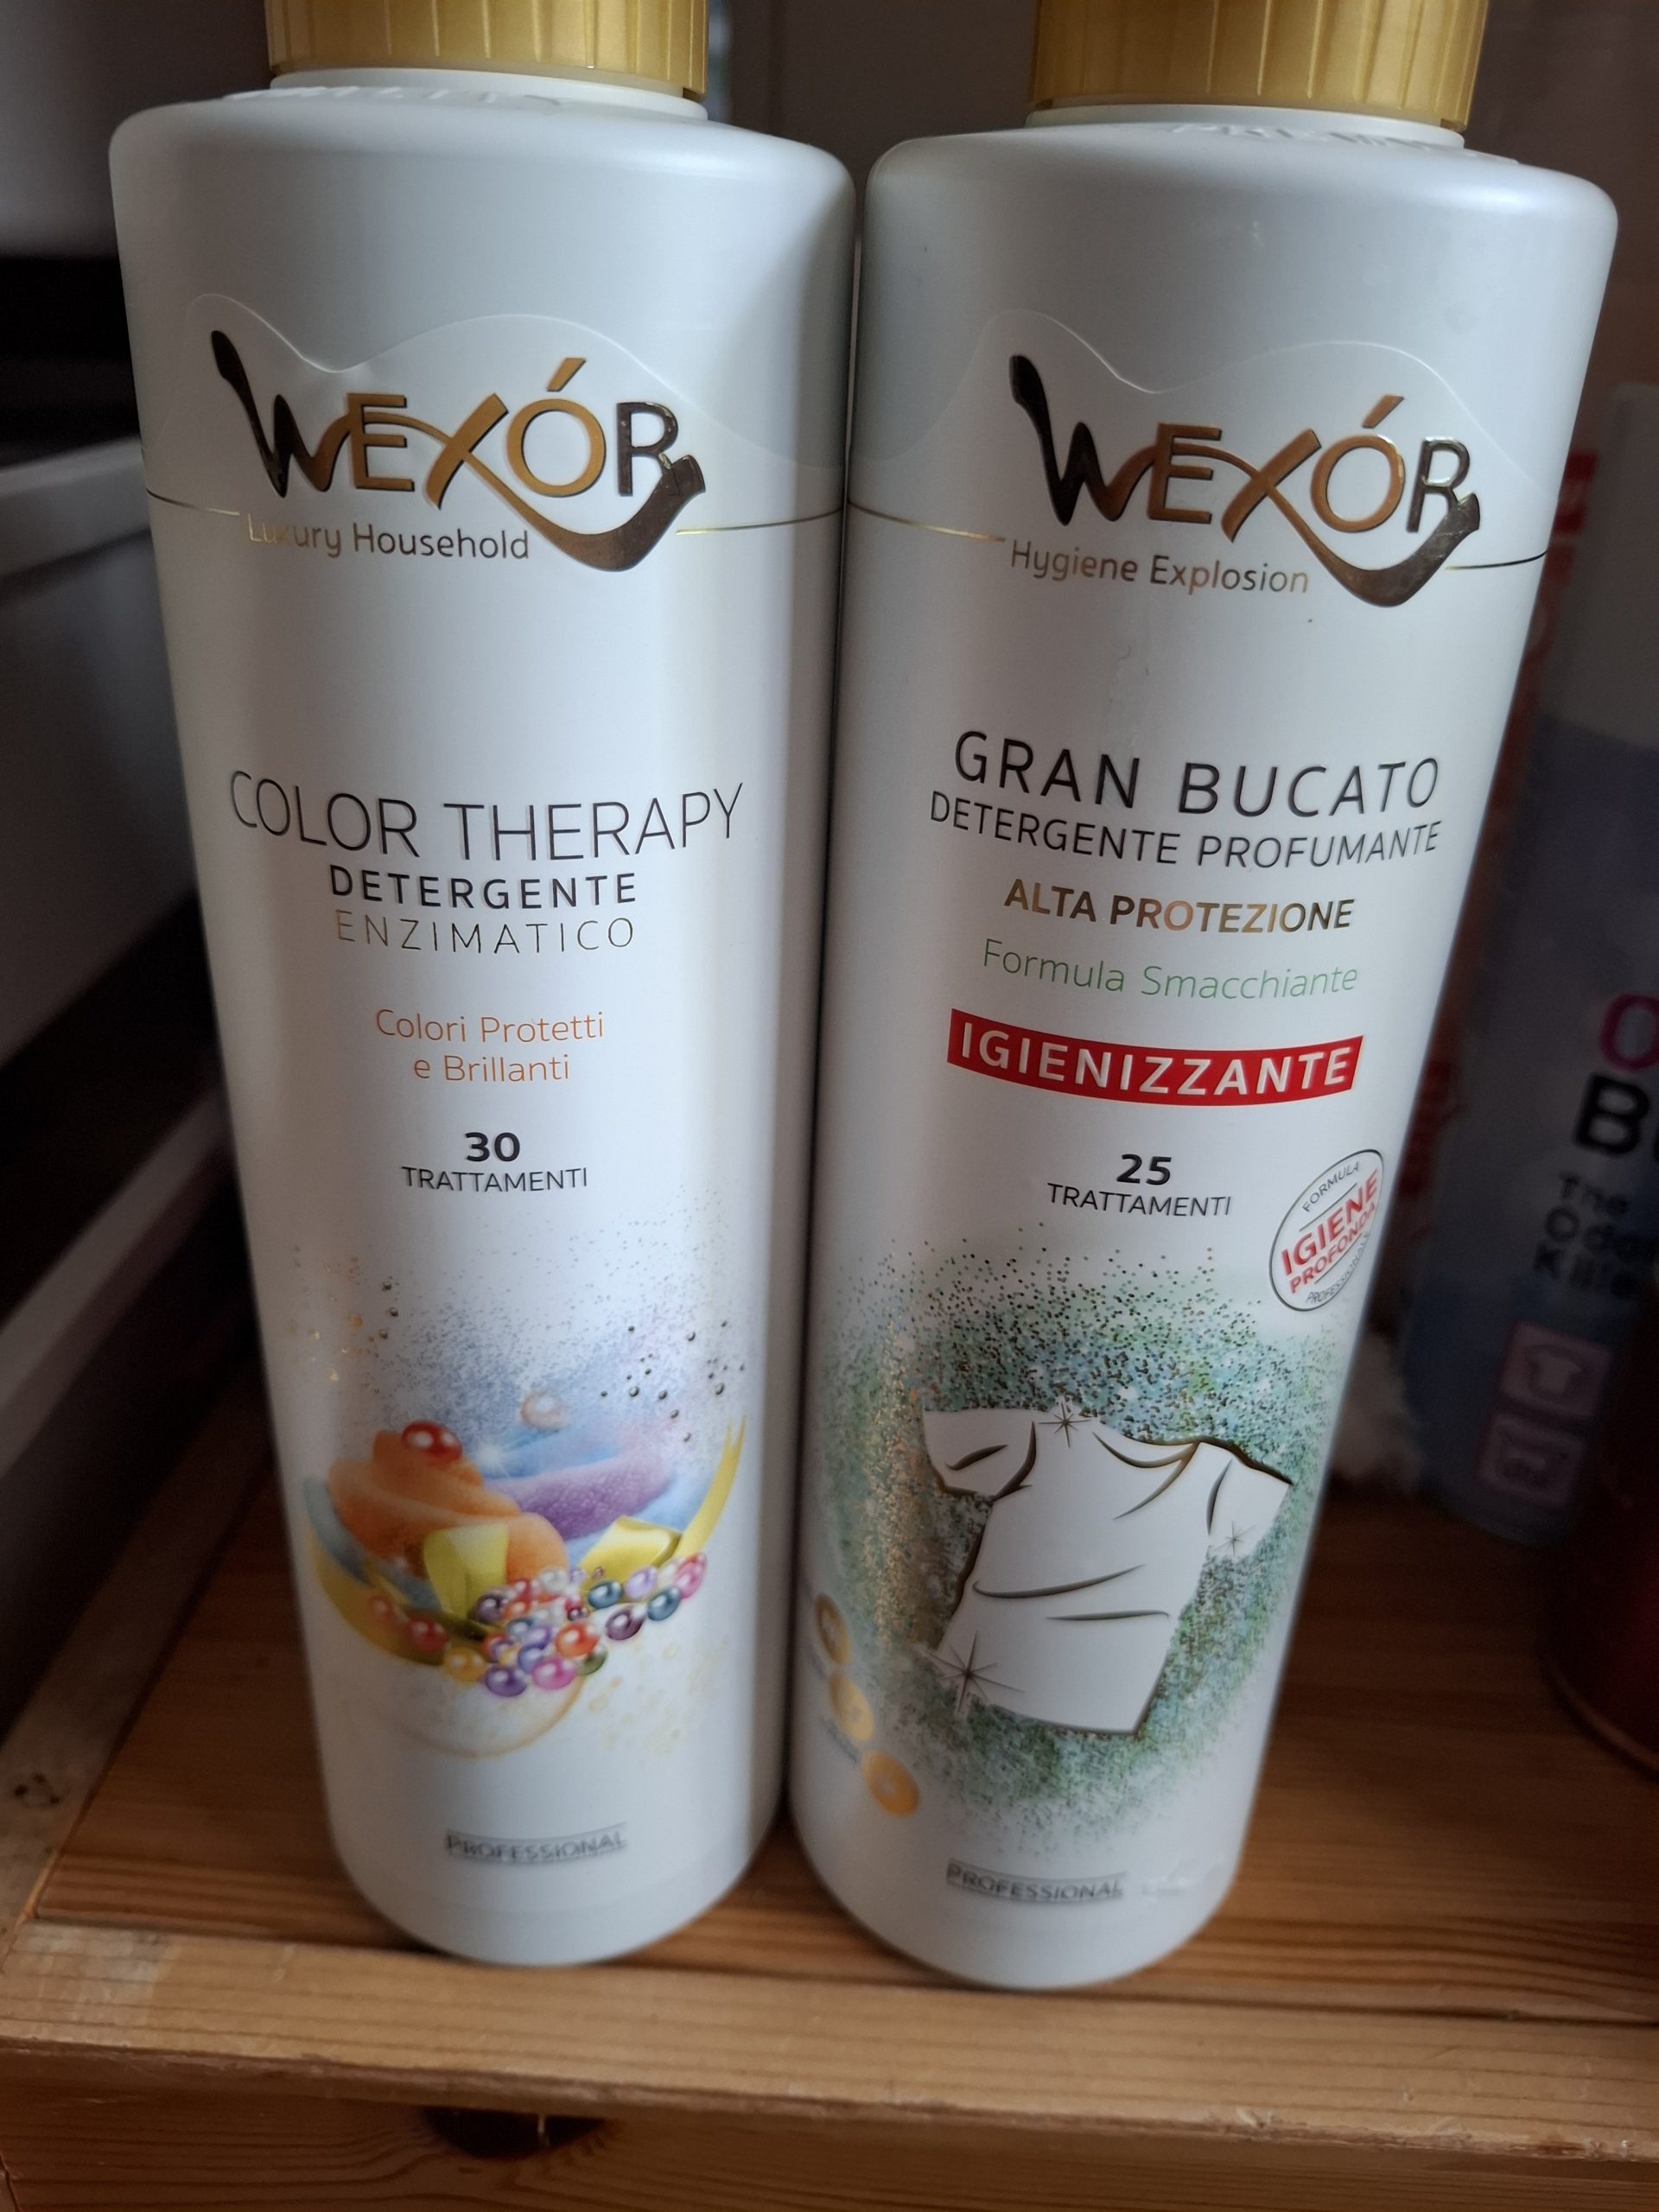 WEXÓR
Luxury Household
COLOR THERAPY
DETERGENTE
ENZIMATICO
Colori Protetti
e Brillanti
30
TRATTAMENTI
PROFESSIONAL
WEXÓR
Hygiene Explosion
GRAN BUCATO
DETERGENTE PROFUMANTE
ALTA PROTEZIONE
Formula Smacchiante
IGIENIZZANTE
25
TRATTAMENTI
FORMULA
IGIENE
PROFONDA
PROFESSIONAL
The